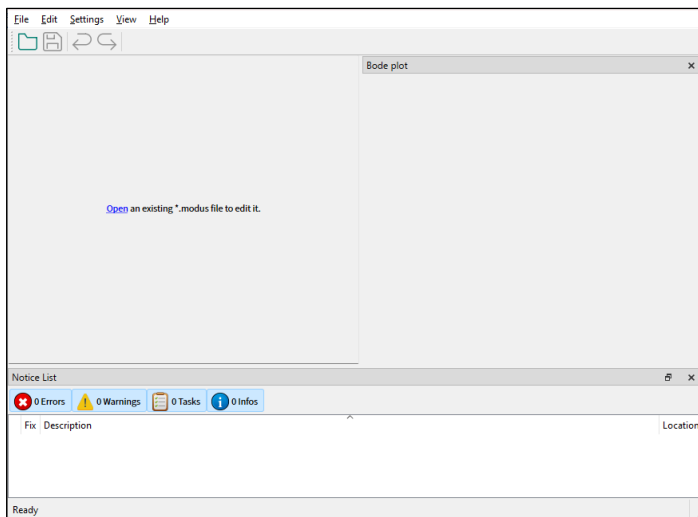 File Edit Settings View Help
Bode plot
Open an existing *.modus file to edit it.
Notice List
0 Errors 0 Warnings 0 Tasks 0 Infos
Fix Description Location
Ready